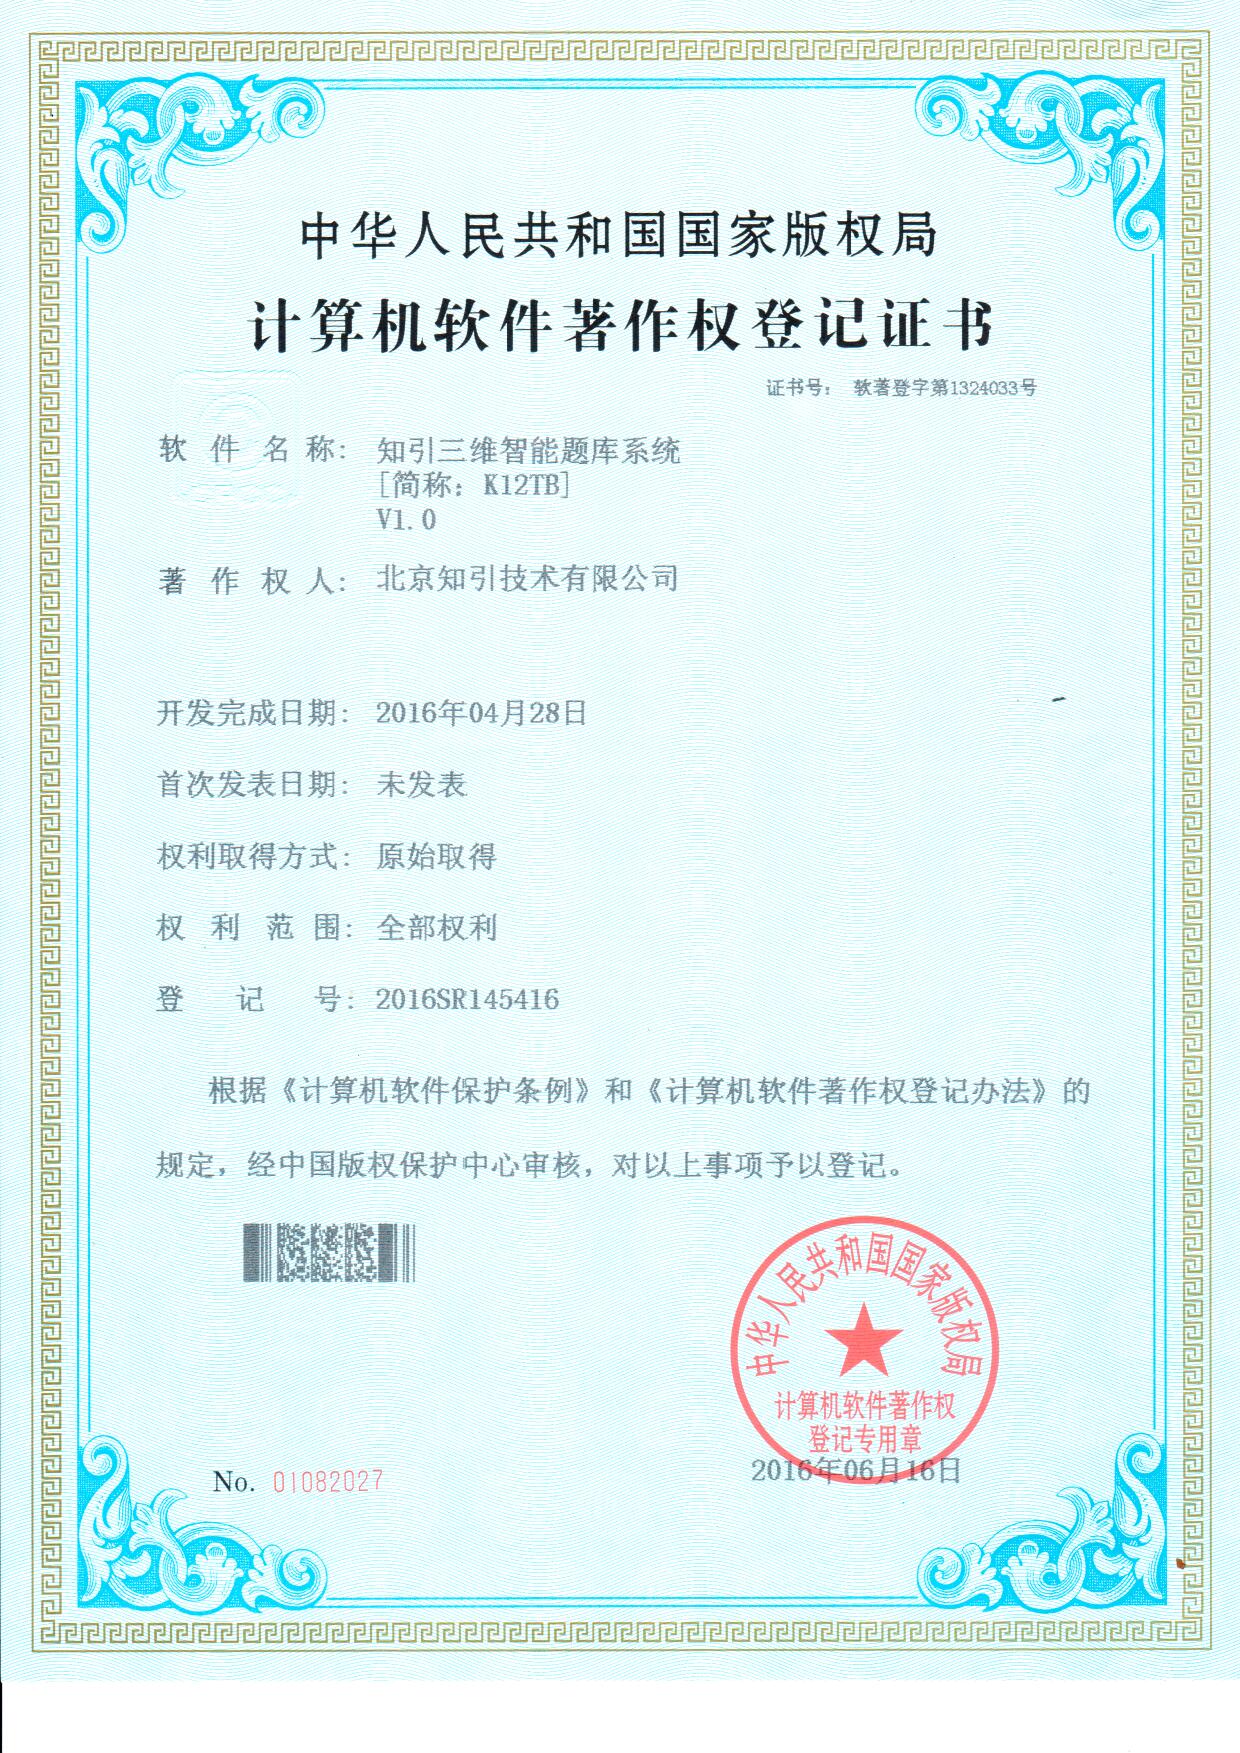 中华人民共和国国家版权局
计算机软件著作权登记证书
证书号： 软著登字第1324033号
软件名称： 知引三维智能题库系统
[简称：K12TB]
V1.0
著作权人： 北京知引技术有限公司
开发完成日期： 2016年04月28日
首次发表日期： 未发表
权利取得方式： 原始取得
权利范围： 全部权利
登记号： 2016SR145416
根据《计算机软件保护条例》和《计算机软件著作权登记办法》的
规定，经中国版权保护中心审核，对以上事项予以登记。
中华人民共和国国家版权局
计算机软件著作权
登记专用章
No. 01082027
2016年06月16日